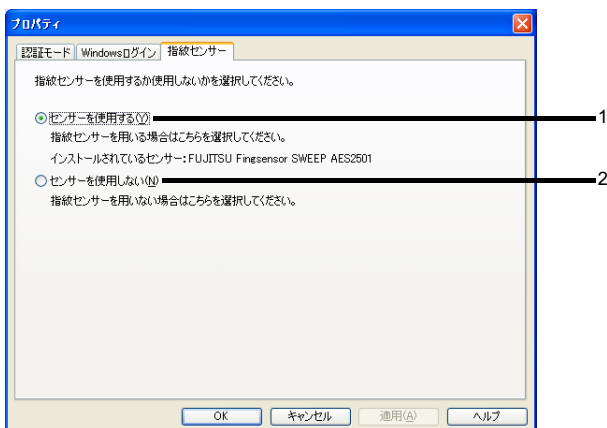 プロパティ
認証モード Windowsログイン 指紋センサー
指紋センサーを使用するか使用しないかを選択してください。
センサーを使用する(Y) 1
指紋センサーを用いる場合はこちらを選択してください。
インストールされているセンサー:FUJITSU Fingsensor SWEEP AES2501
センサーを使用しない(N) 2
指紋センサーを用いない場合はこちらを選択してください。
OK キャンセル 適用(A) ヘルプ